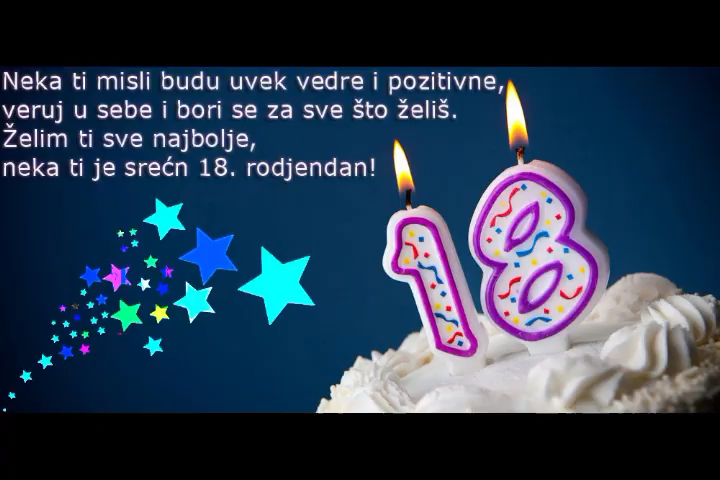 Neka ti misli budu uvek vedre i pozitivne,
veruj u sebe i bori se za sve što želiš.
Želim ti sve najbolje,
neka ti je srećn 18. rodjendan!
18